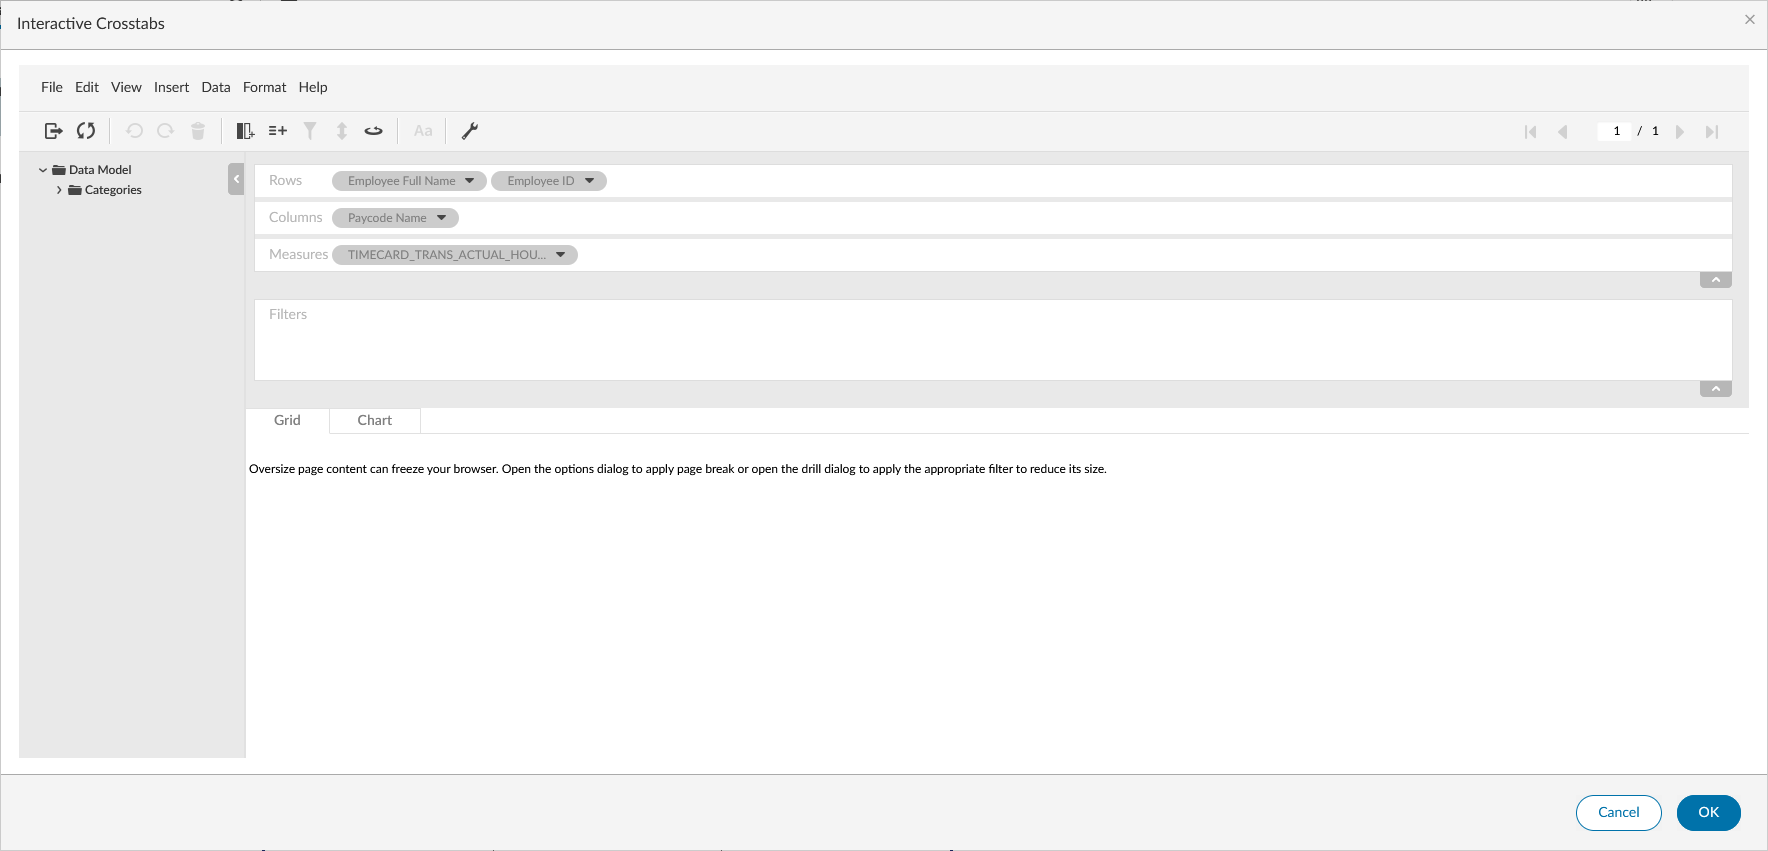 Interactive Crosstabs
File Edit View Insert Data Format Help
Aa
1 / 1
Data Model
Categories
Rows Employee Full Name Employee ID
Columns Paycode Name
Measures TIMECARD_TRANS_ACTUAL_HOU...
Filters
Grid Chart
Oversize page content can freeze your browser. Open the options dialog to apply page break or open the drill dialog to apply the appropriate filter to reduce its size.
Cancel OK